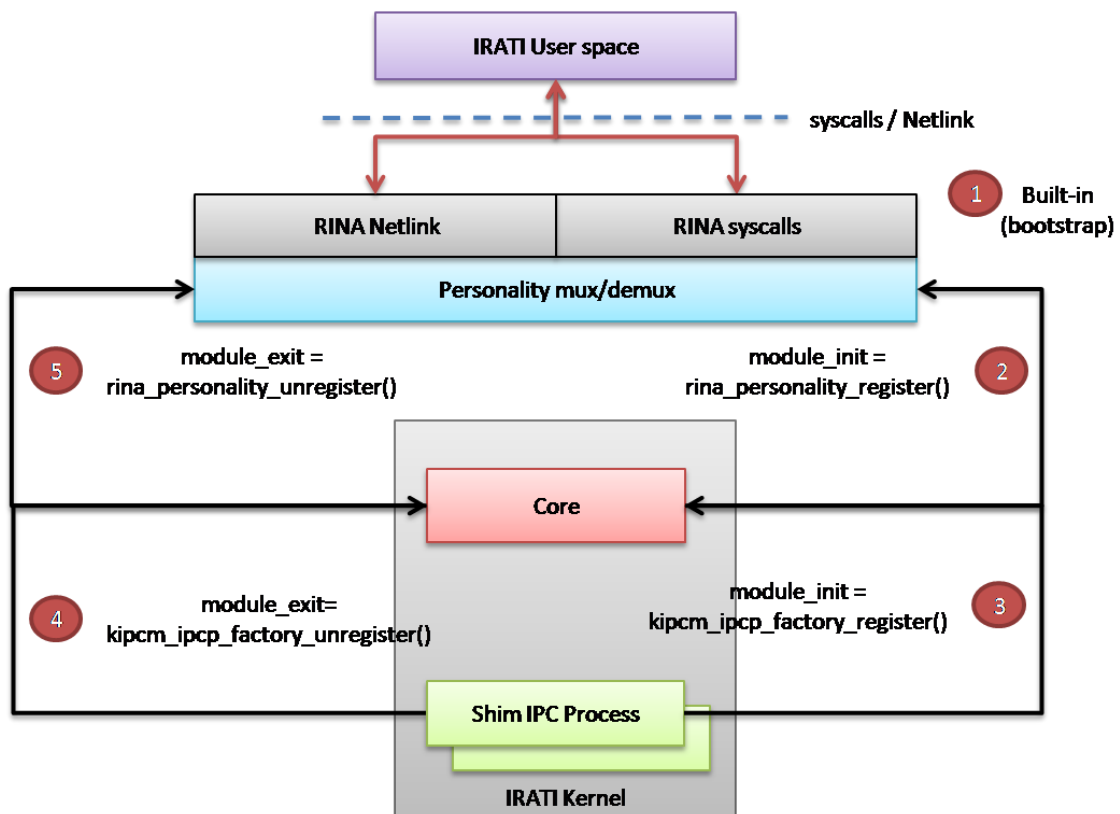 IRATI User space
syscalls / Netlink
1
Built-in
(bootstrap)
RINA Netlink
RINA syscalls
Personality mux/demux
5
module_exit =
rina_personality_unregister()
module_init =
rina_personality_register()
2
Core
4
module_exit=
kipcm_ipcp_factory_unregister()
module_init =
kipcm_ipcp_factory_register()
3
Shim IPC Process
IRATI Kernel